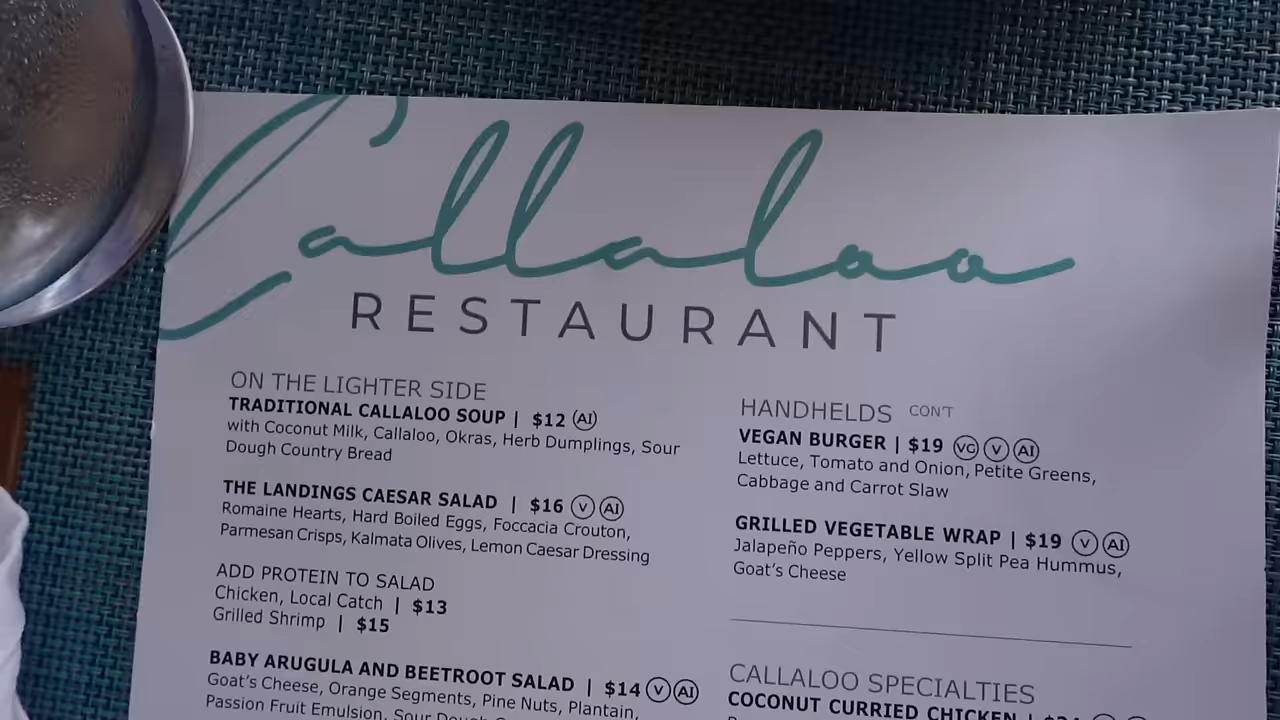 Callaloo
RESTAURANT
ON THE LIGHTER SIDE
TRADITIONAL CALLALOO SOUP | $12 AI
with Coconut Milk, Callaloo, Okras, Herb Dumplings, Sour
Dough Country Bread
THE LANDINGS CAESAR SALAD | $16 V AI
Romaine Hearts, Hard Boiled Eggs, Foccacia Crouton,
Parmesan Crisps, Kalmata Olives, Lemon Caesar Dressing
ADD PROTEIN TO SALAD
Chicken, Local Catch | $13
Grilled Shrimp | $15
BABY ARUGULA AND BEETROOT SALAD | $14 V AI
Goat's Cheese, Orange Segments, Pine Nuts, Plantain,
Passion Fruit Emulsion, Sour Dough
HANDHELDS CON'T
VEGAN BURGER | $19 VG V AI
Lettuce, Tomato and Onion, Petite Greens,
Cabbage and Carrot Slaw
GRILLED VEGETABLE WRAP | $19 V AI
Jalapeño Peppers, Yellow Split Pea Hummus,
Goat's Cheese
CALLALOO SPECIALTIES
COCONUT CURRIED CHICKEN |